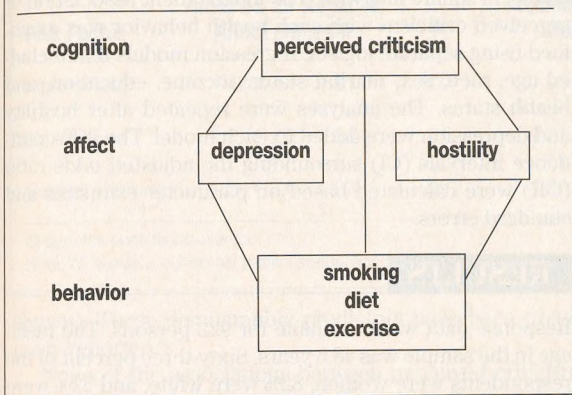 cognition perceived criticism
affect depression hostility
behavior
smoking
diet
exercise